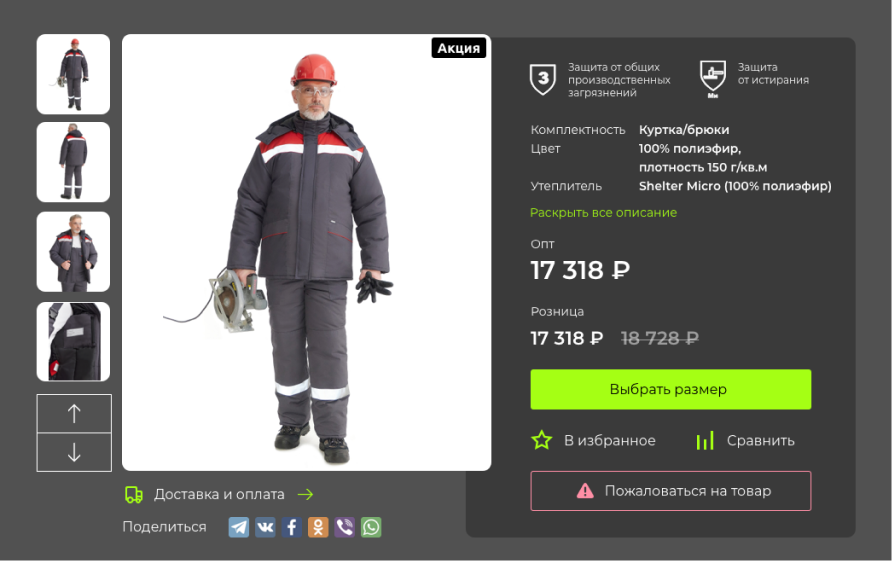 Акция
З
Защита от общих
производственных
загрязнений
Ми
Защита
от истирания
Комплектность Куртка/брюки
Цвет 100% полиэфир,
плотность 150 г/кв.м
Утеплитель Shelter Micro (100% полиэфир)
Раскрыть все описание
Опт
17 318 ₽
Розница
17 318 ₽ 18 728 ₽
Выбрать размер
В избранное Сравнить
Пожаловаться на товар
Доставка и оплата
Поделиться